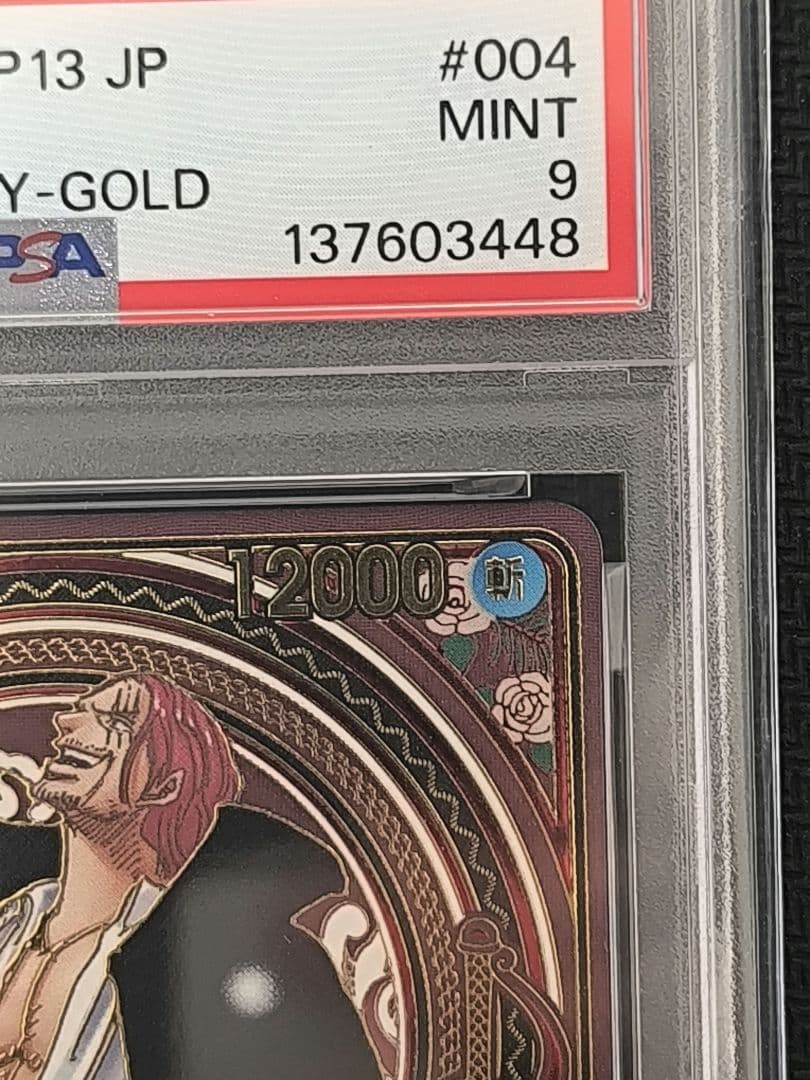 P13 JP #004
MINT
Y-GOLD 9
PSA 137603448
12000 斬